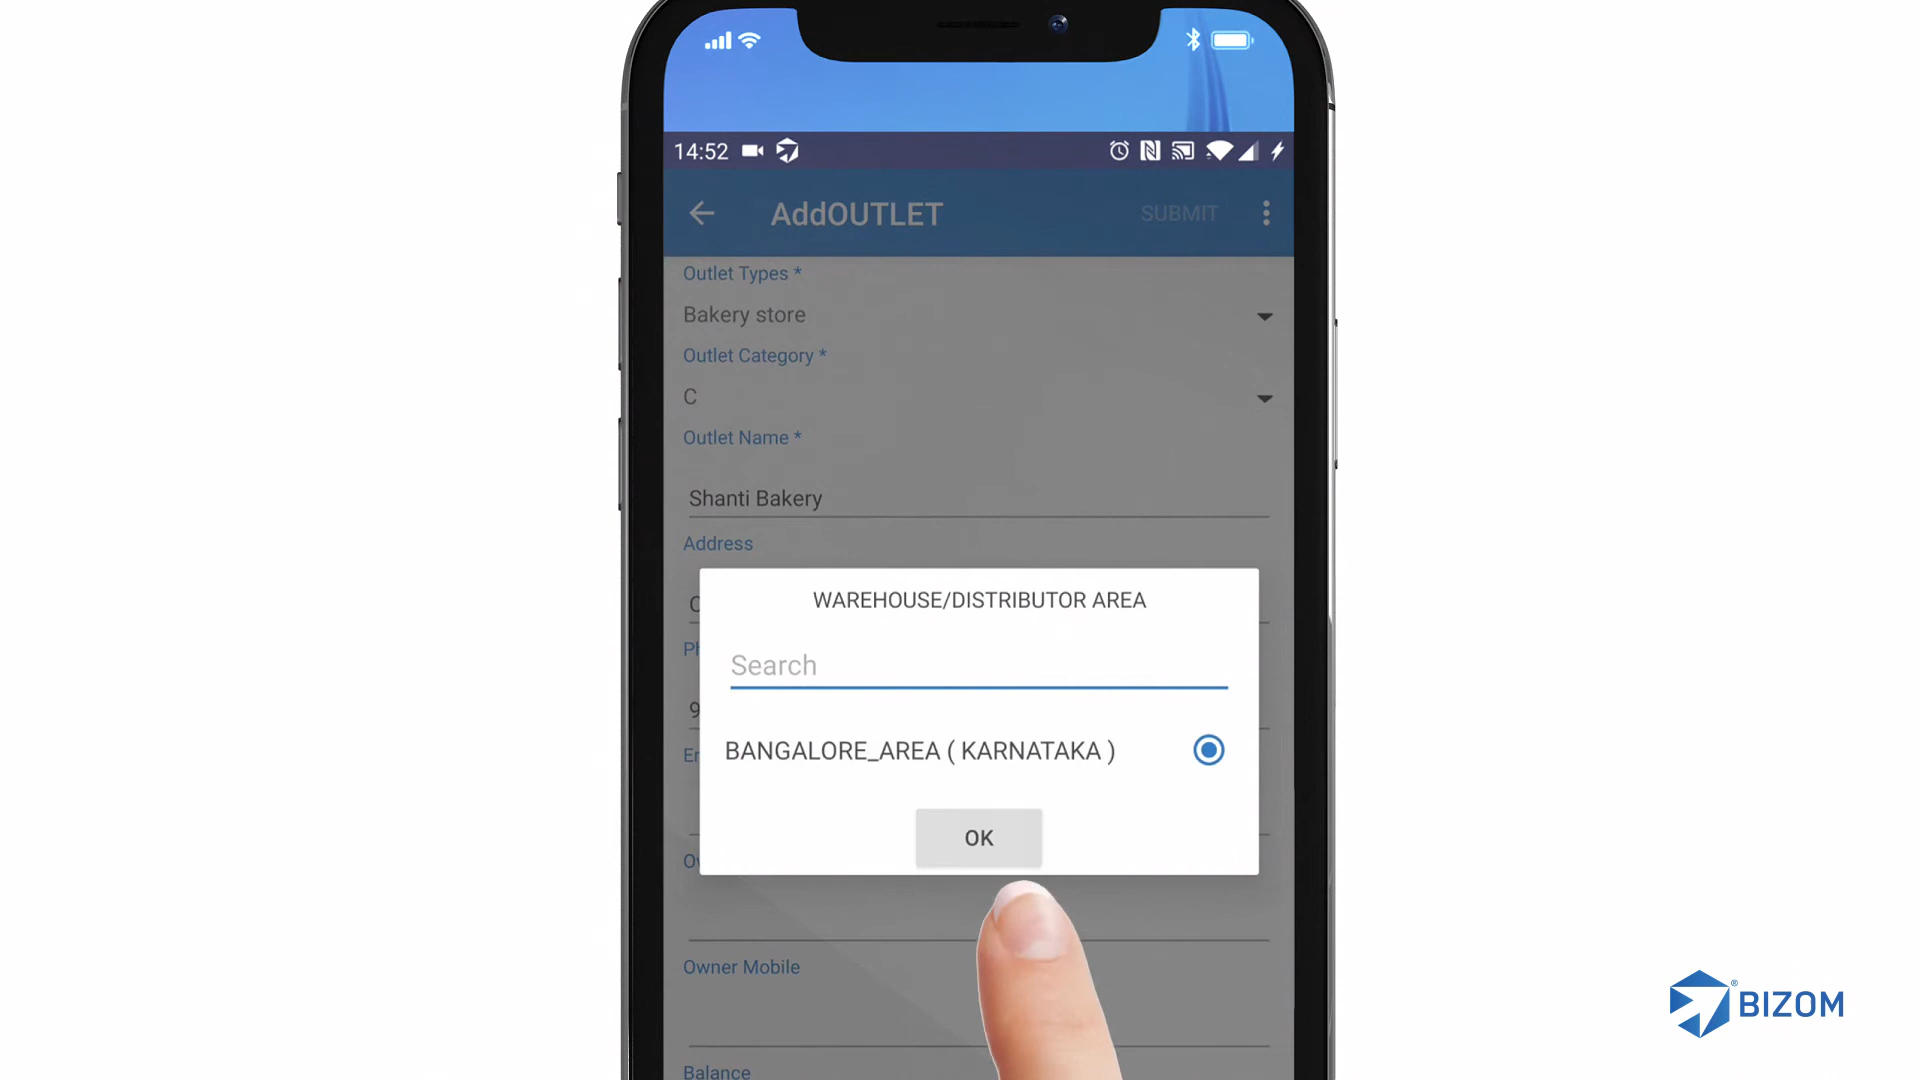 14:52
AddOUTLET
SUBMIT
Outlet Types *
Bakery store
Outlet Category *
C
Outlet Name *
Shanti Bakery
Address
WAREHOUSE/DISTRIBUTOR AREA
Search
BANGALORE_AREA ( KARNATAKA )
OK
Owner Mobile
Balance
BIZOM®